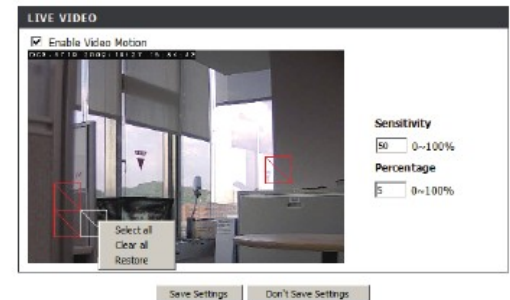 LIVE VIDEO
Enable Video Motion
Sensitivity
50 0~100%
Percentage
5 0~100%
Select all
Clear all
Restore
Save Settings Don't Save Settings